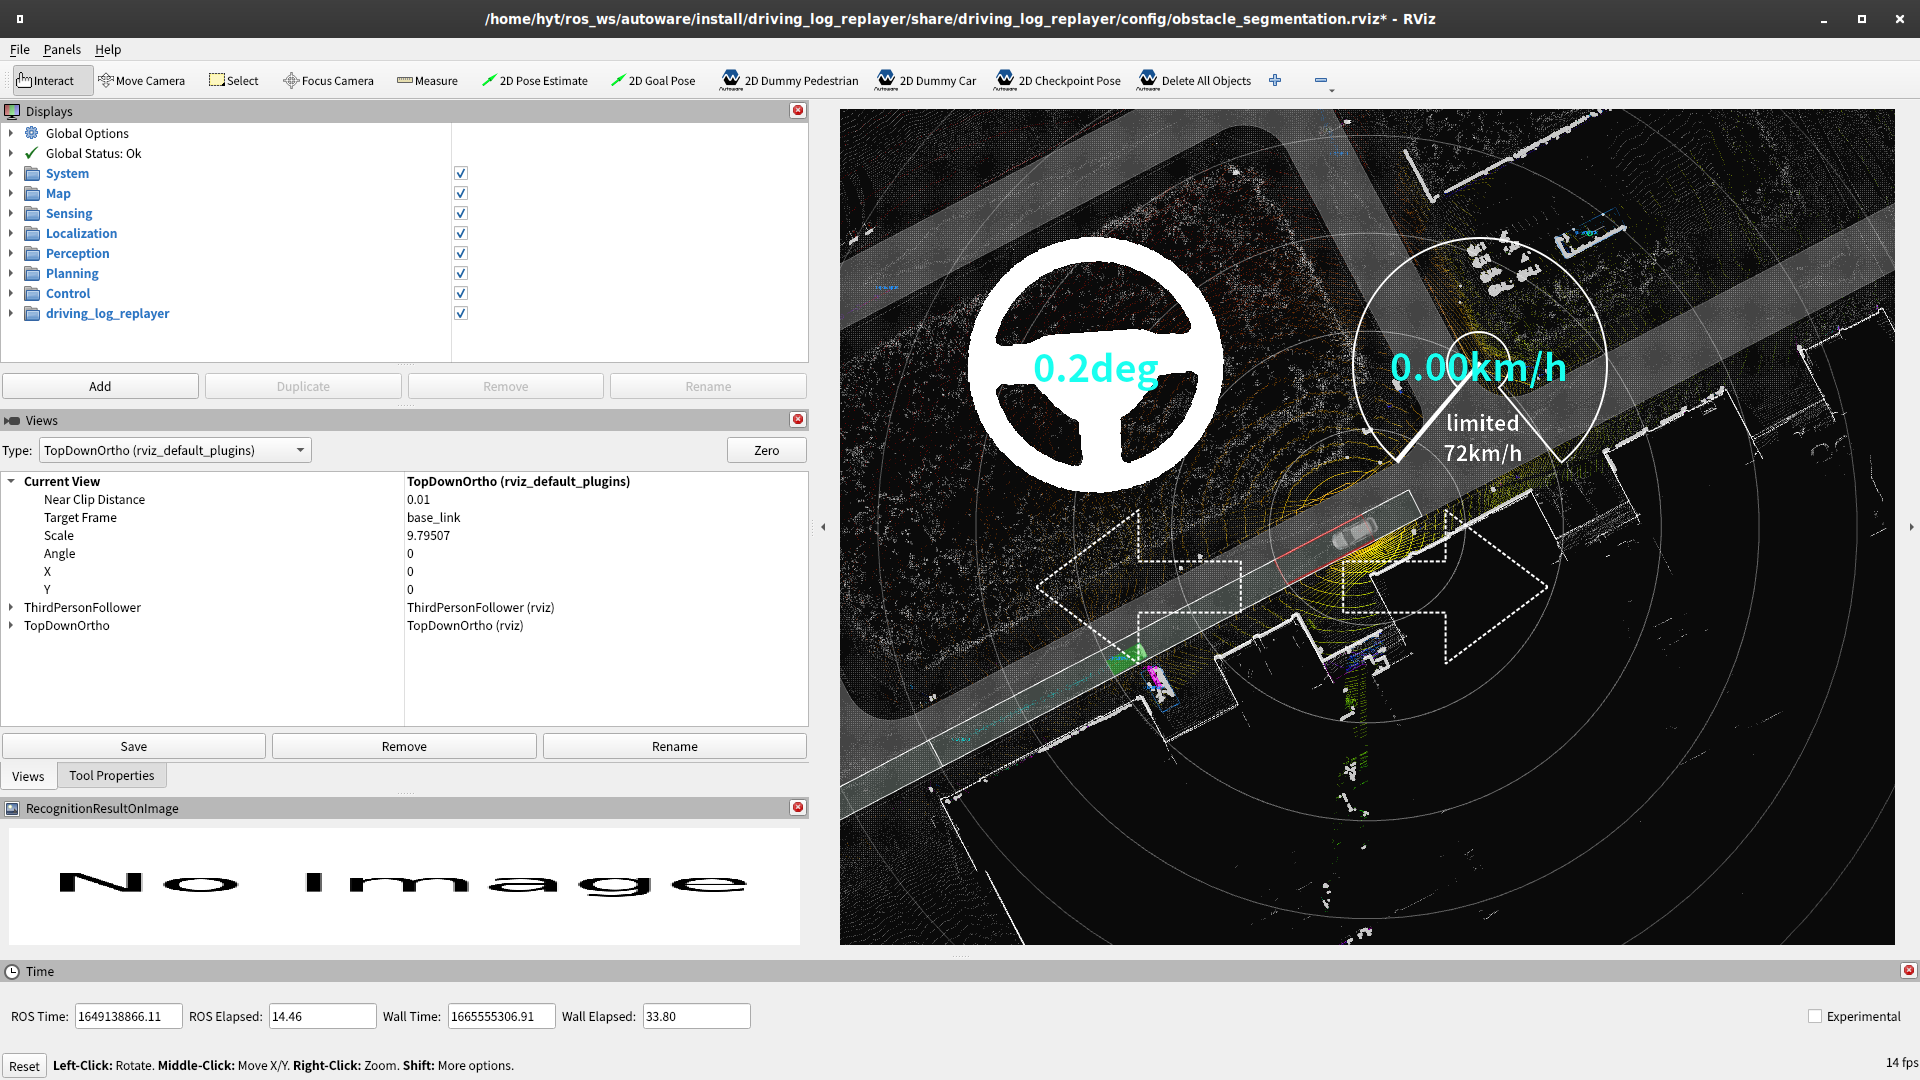 /home/hyt/ros_ws/autoware/install/driving_log_replayer/share/driving_log_replayer/config/obstacle_segmentation.rviz* - RViz
File Panels Help
Interact Move Camera Select Focus Camera Measure 2D Pose Estimate 2D Goal Pose 2D Dummy Pedestrian 2D Dummy Car 2D Checkpoint Pose Delete All Objects
Displays
Global Options
Global Status: Ok
System
Map
Sensing
Localization
Perception
Planning
Control
driving_log_replayer
Add Duplicate Remove Rename
Views
Type: TopDownOrtho (rviz_default_plugins) Zero
Current View TopDownOrtho (rviz_default_plugins)
Near Clip Distance 0.01
Target Frame base_link
Scale 9.79507
Angle 0
X 0
Y 0
ThirdPersonFollower ThirdPersonFollower (rviz)
TopDownOrtho TopDownOrtho (rviz)
Save Remove Rename
Views Tool Properties
RecognitionResultOnImage
No Image
0.2deg
0.00km/h
limited
72km/h
Time
ROS Time: 1649138866.11 ROS Elapsed: 14.46 Wall Time: 1665555306.91 Wall Elapsed: 33.80 Experimental
Reset Left-Click: Rotate. Middle-Click: Move X/Y. Right-Click: Zoom. Shift: More options. 14 fps